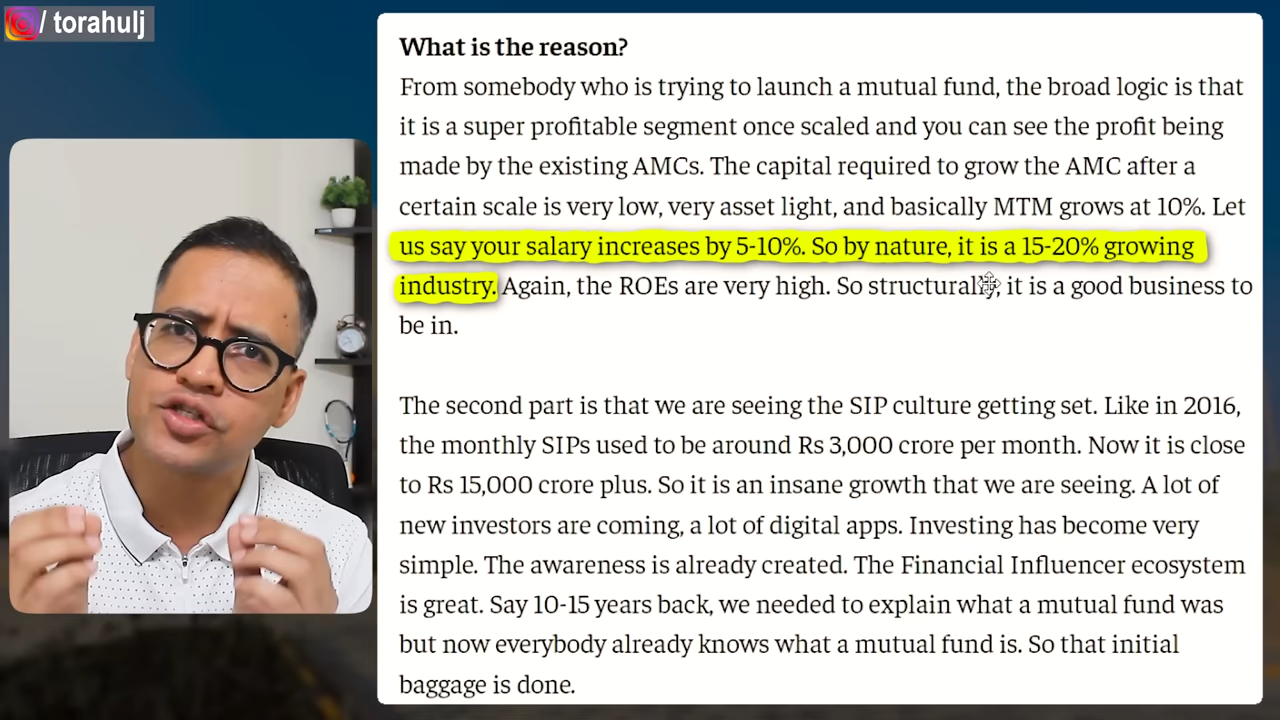 / torahulj
What is the reason?
From somebody who is trying to launch a mutual fund, the broad logic is that
it is a super profitable segment once scaled and you can see the profit being
made by the existing AMCs. The capital required to grow the AMC after a
certain scale is very low, very asset light, and basically MTM grows at 10%. Let
us say your salary increases by 5-10%. So by nature, it is a 15-20% growing
industry. Again, the ROEs are very high. So structurally, it is a good business to
be in.
The second part is that we are seeing the SIP culture getting set. Like in 2016,
the monthly SIPs used to be around Rs 3,000 crore per month. Now it is close
to Rs 15,000 crore plus. So it is an insane growth that we are seeing. A lot of
new investors are coming, a lot of digital apps. Investing has become very
simple. The awareness is already created. The Financial Influencer ecosystem
is great. Say 10-15 years back, we needed to explain what a mutual fund was
but now everybody already knows what a mutual fund is. So that initial
baggage is done.